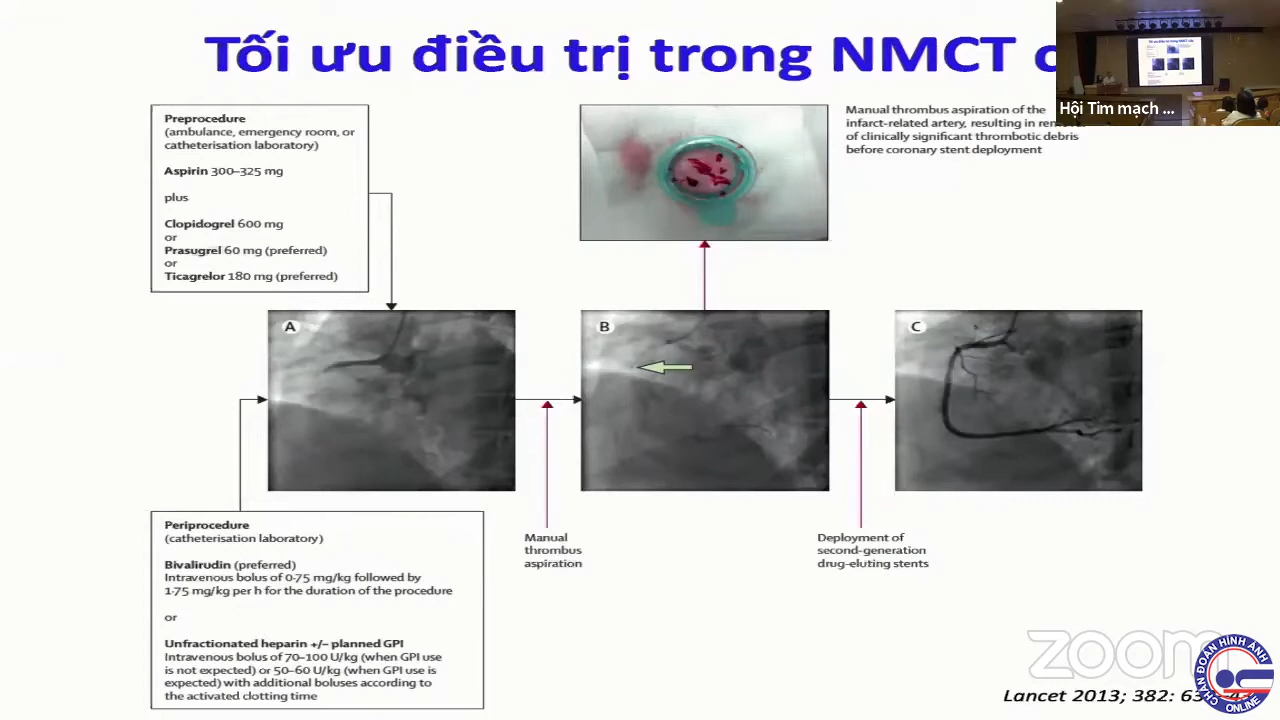 Tối ưu điều trị trong NMCT
Hội Tim mạch ...
Preprocedure
(ambulance, emergency room, or
catheterisation laboratory)
Aspirin 300–325 mg
plus
Clopidogrel 600 mg
or
Prasugrel 60 mg (preferred)
or
Ticagrelor 180 mg (preferred)
Manual thrombus aspiration of the
infarct-related artery, resulting in
of clinically significant thrombotic debris
before coronary stent deployment
A
B
C
Manual
thrombus
aspiration
Deployment of
second-generation
drug-eluting stents
Periprocedure
(catheterisation laboratory)
Bivalirudin (preferred)
Intravenous bolus of 0·75 mg/kg followed by
1·75 mg/kg per h for the duration of the procedure
or
Unfractionated heparin +/– planned GPI
Intravenous bolus of 70–100 U/kg (when GPI use
is not expected) or 50–60 U/kg (when GPI use is
expected) with additional boluses according to
the activated clotting time
zoom
Lancet 2013; 382:
CHẨN ĐOÁN HÌNH ẢNH
ONLINE